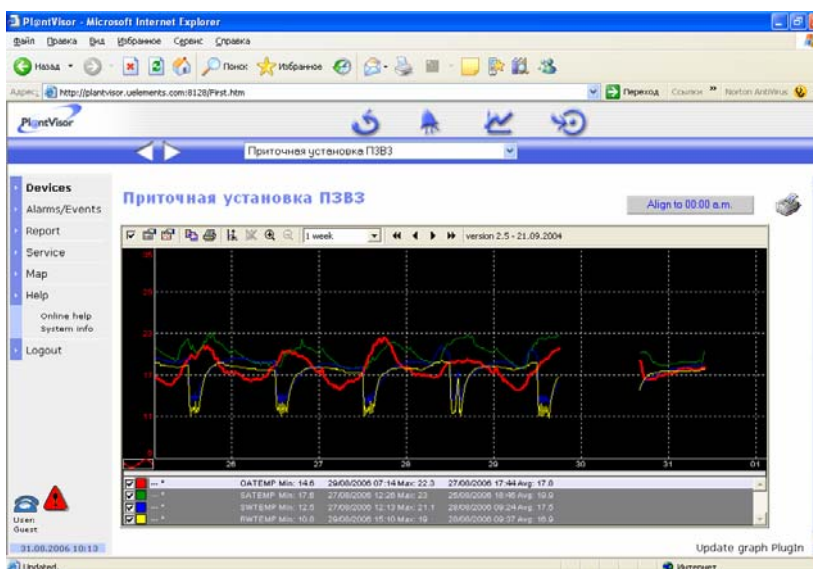 Pl@ntVisor - Microsoft Internet Explorer
Файл Правка Вид Избранное Сервис Справка
Назад Поиск Избранное
Адрес: http://plantvisor.uelements.com:8128/First.htm Переход Ссылки » Norton AntiVirus
PlantVisor
Приточная установка П3В3
Devices
Alarms/Events
Report
Service
Map
Help
Online help
System info
Logout
Приточная установка П3В3
Align to 00:00 a.m.
1 week version 2.5 - 21.09.2004
26 27 28 29 30 31 01
OATEMP Min: 14.6 29/08/2006 07:14 Max: 22.3 27/08/2006 17:44 Avg: 17.8
SATEMP Min: 17.6 27/08/2006 12:28 Max: 23 25/08/2006 18:46 Avg: 19.9
SWTEMP Min: 12.5 27/08/2006 12:13 Max: 21.1 28/08/2006 09:24 Avg: 17.5
RWTEMP Min: 10.8 29/08/2006 15:10 Max: 19 28/08/2006 09:37 Avg: 16.9
User:
Guest
31.08.2006 10:13
Update graph PlugIn
Updated. Интернет